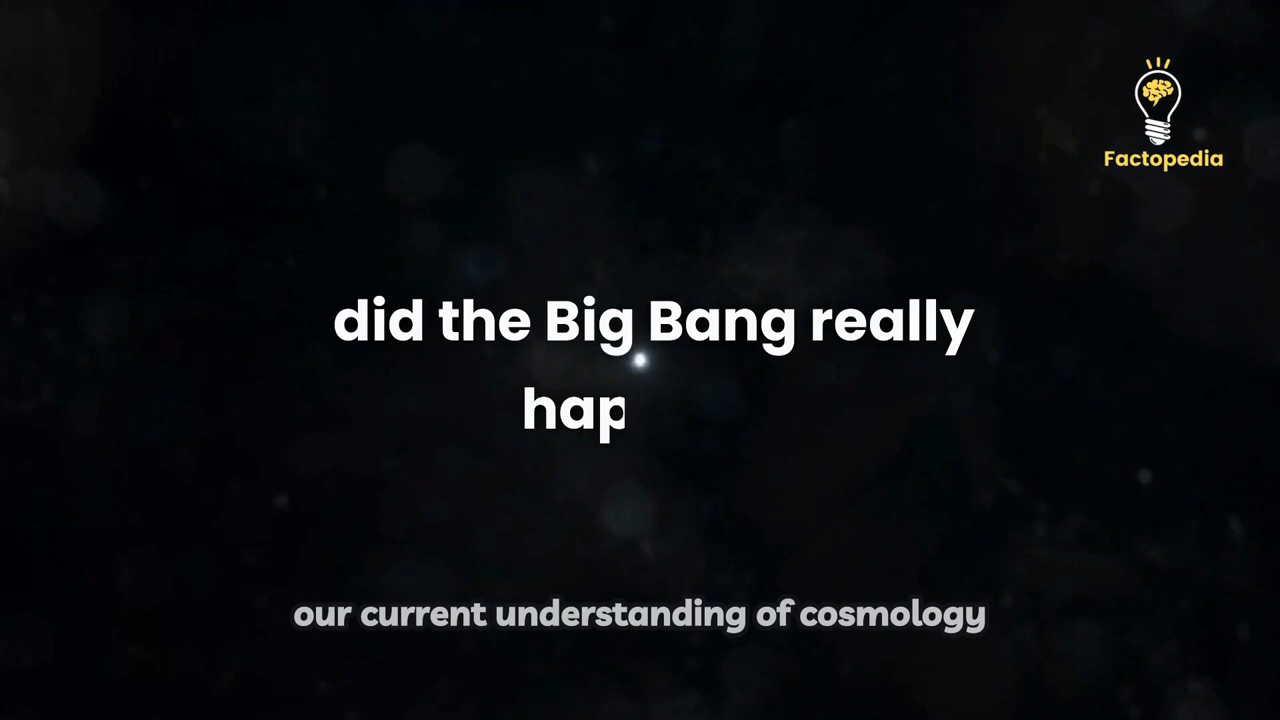 Factopedia
did the Big Bang really
hap
our current understanding of cosmology